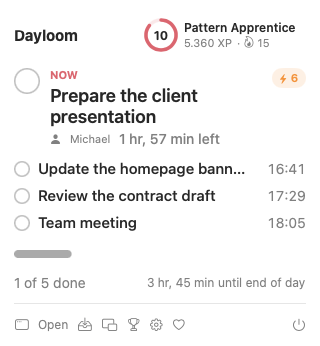 Dayloom
10
Pattern Apprentice
5.360 XP · 15
NOW
6
Prepare the client
presentation
Michael 1 hr, 57 min left
Update the homepage bann... 16:41
Review the contract draft 17:29
Team meeting 18:05
1 of 5 done 3 hr, 45 min until end of day
Open